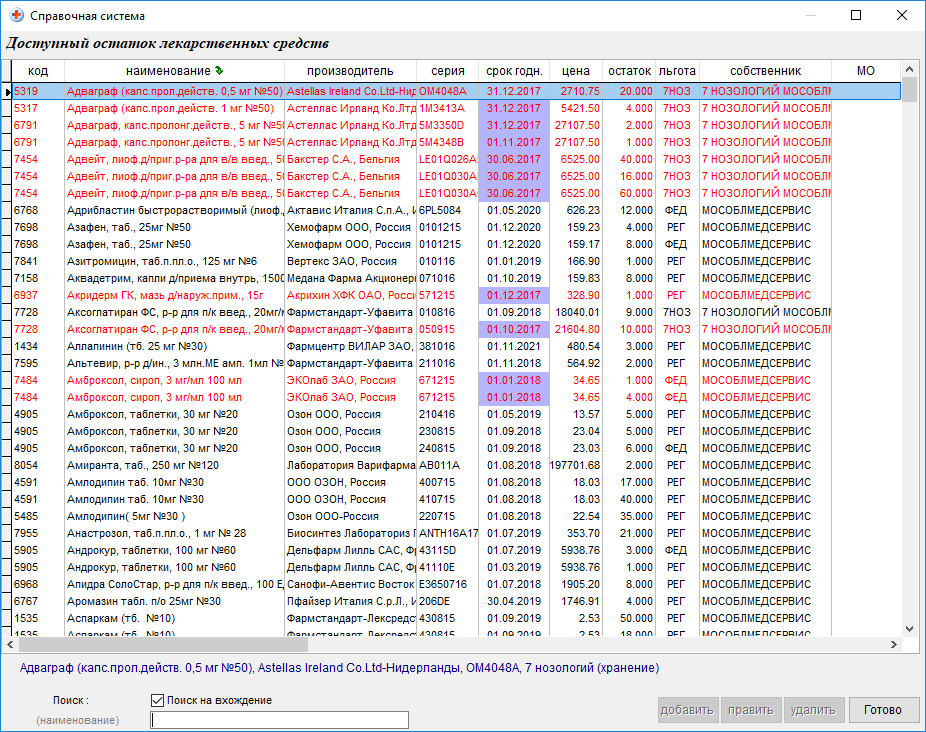 Справочная система
Доступный остаток лекарственных средств
код наименование производитель серия срок годн. цена остаток льгота собственник МО
5319 Адваграф (капс.прол.действ. 0,5 мг №50) Astellas Ireland Co.Ltd-Нид OM4048A 31.12.2017 2710.75 20.000 7НОЗ 7 НОЗОЛОГИЙ МОСОБЛМ
5317 Адваграф (капс.прол.действ. 1 мг №50) Астеллас Ирланд Ко.Лтд 1M3413A 31.12.2017 5421.50 4.000 7НОЗ 7 НОЗОЛОГИЙ МОСОБЛМ
6791 Адваграф, капс.пролонг.действ., 5 мг №50 Астеллас Ирланд Ко.Лтд 5M3350D 31.12.2017 27107.50 2.000 7НОЗ 7 НОЗОЛОГИЙ МОСОБЛМ
6791 Адваграф, капс.пролонг.действ., 5 мг №50 Астеллас Ирланд Ко.Лтд 5M4348B 01.11.2017 27107.50 1.000 7НОЗ 7 НОЗОЛОГИЙ МОСОБЛМ
7454 Адвейт, лиоф.д/приг.р-ра для в/в введ., 50 Бакстер С.А., Бельгия LE01Q026A 30.06.2017 6525.00 40.000 7НОЗ 7 НОЗОЛОГИЙ МОСОБЛМ
7454 Адвейт, лиоф.д/приг.р-ра для в/в введ., 50 Бакстер С.А., Бельгия LE01Q030A 30.06.2017 6525.00 16.000 7НОЗ 7 НОЗОЛОГИЙ МОСОБЛМ
7454 Адвейт, лиоф.д/приг.р-ра для в/в введ., 50 Бакстер С.А., Бельгия LE01Q030A 30.06.2017 6525.00 60.000 7НОЗ 7 НОЗОЛОГИЙ МОСОБЛМ
6768 Адрибластин быстрорастворимый (лиоф., Актавис Италия С.п.А., И 6PL5084 01.05.2020 626.23 12.000 ФЕД МОСОБЛМЕДСЕРВИС
7698 Азафен, таб., 25мг №50 Хемофарм ООО, Россия 0101215 01.12.2020 159.23 4.000 РЕГ МОСОБЛМЕДСЕРВИС
7698 Азафен, таб., 25мг №50 Хемофарм ООО, Россия 0101215 01.12.2020 159.17 8.000 ФЕД МОСОБЛМЕДСЕРВИС
7841 Азитромицин, таб.п.пл.о., 125 мг №6 Вертекс ЗАО, Россия 010116 01.01.2019 166.90 1.000 РЕГ МОСОБЛМЕДСЕРВИС
7158 Аквадетрим, капли д/приема внутрь, 1500 Медана Фарма Акционер 071016 01.10.2019 159.83 8.000 РЕГ МОСОБЛМЕДСЕРВИС
6937 Акридерм ГК, мазь д/наруж.прим., 15г Акрихин ХФК ОАО, Росси 571215 01.12.2017 328.90 1.000 РЕГ МОСОБЛМЕДСЕРВИС
7728 Аксоглатиран ФС, р-р для п/к введ., 20мг/м Фармстандарт-Уфавита 010816 01.09.2018 18040.01 9.000 7НОЗ 7 НОЗОЛОГИЙ МОСОБЛМ
7728 Аксоглатиран ФС, р-р для п/к введ., 20мг/м Фармстандарт-Уфавита 050915 01.10.2017 21604.80 10.000 7НОЗ 7 НОЗОЛОГИЙ МОСОБЛМ
1434 Аллапинин (тб. 25 мг №30) Фармцентр ВИЛАР ЗАО, 381016 01.11.2021 480.54 3.000 РЕГ МОСОБЛМЕДСЕРВИС
7595 Альтевир, р-р д/ин., 3 млн.МЕ амп. 1мл №5 Фармстандарт-Уфавита 211016 01.11.2018 564.92 2.000 РЕГ МОСОБЛМЕДСЕРВИС
7484 Амброксол, сироп, 3 мг/мл 100 мл ЭКОлаб ЗАО, Россия 671215 01.01.2018 34.65 1.000 ФЕД МОСОБЛМЕДСЕРВИС
7484 Амброксол, сироп, 3 мг/мл 100 мл ЭКОлаб ЗАО, Россия 671215 01.01.2018 34.65 4.000 ФЕД МОСОБЛМЕДСЕРВИС
4905 Амброксол, таблетки, 30 мг №20 Озон ООО, Россия 210416 01.05.2019 13.57 5.000 РЕГ МОСОБЛМЕДСЕРВИС
4905 Амброксол, таблетки, 30 мг №20 Озон ООО, Россия 230815 01.09.2018 23.04 5.000 РЕГ МОСОБЛМЕДСЕРВИС
4905 Амброксол, таблетки, 30 мг №20 Озон ООО, Россия 240815 01.09.2018 23.03 6.000 ФЕД МОСОБЛМЕДСЕРВИС
8054 Амиранта, таб., 250 мг №120 Лаборатория Варифарма AB011A 01.08.2018 197701.68 2.000 РЕГ МОСОБЛМЕДСЕРВИС
4591 Амлодипин таб. 10мг №30 ООО ОЗОН, Россия 400715 01.08.2018 18.03 17.000 РЕГ МОСОБЛМЕДСЕРВИС
4591 Амлодипин таб. 10мг №30 ООО ОЗОН, Россия 410715 01.08.2018 18.03 40.000 РЕГ МОСОБЛМЕДСЕРВИС
5485 Амлодипин( 5мг №30 ) Озон ООО-Россия 220715 01.08.2018 22.54 35.000 РЕГ МОСОБЛМЕДСЕРВИС
7955 Анастрозол, таб.п.пл.о., 1 мг № 28 Биосинтез Лабораториз Г ANTH16A17 01.07.2019 353.70 21.000 РЕГ МОСОБЛМЕДСЕРВИС
5905 Андрокур, таблетки, 100 мг №60 Дельфарм Лилль САС, Фр 43115D 01.07.2019 5938.76 3.000 ФЕД МОСОБЛМЕДСЕРВИС
5905 Андрокур, таблетки, 100 мг №60 Дельфарм Лилль САС, Фр 41110E 01.03.2019 5938.76 1.000 РЕГ МОСОБЛМЕДСЕРВИС
6968 Апидра СолоСтар, р-р для п/к введ., 100 Е Санофи-Авентис Восток E3650716 01.07.2018 1905.20 8.000 РЕГ МОСОБЛМЕДСЕРВИС
6767 Аромазин табл. п/о 25мг №30 Пфайзер Италия С.р.Л., И 206DE 30.04.2019 1746.91 4.000 РЕГ МОСОБЛМЕДСЕРВИС
1535 Аспаркам (тб. №10) Фармстандарт-Лексредс 430815 01.09.2019 2.53 50.000 РЕГ МОСОБЛМЕДСЕРВИС
1535 Аспаркам (тб. №10) Фармстандарт-Лексредс 430815 01.09.2019 2.53 18.000 РЕГ МОСОБЛМЕДСЕРВИС
Адваграф (капс.прол.действ. 0,5 мг №50), Astellas Ireland Co.Ltd-Нидерланды, OM4048A, 7 нозологий (хранение)
Поиск : Поиск на вхождение
(наименование)
добавить править удалить Готово